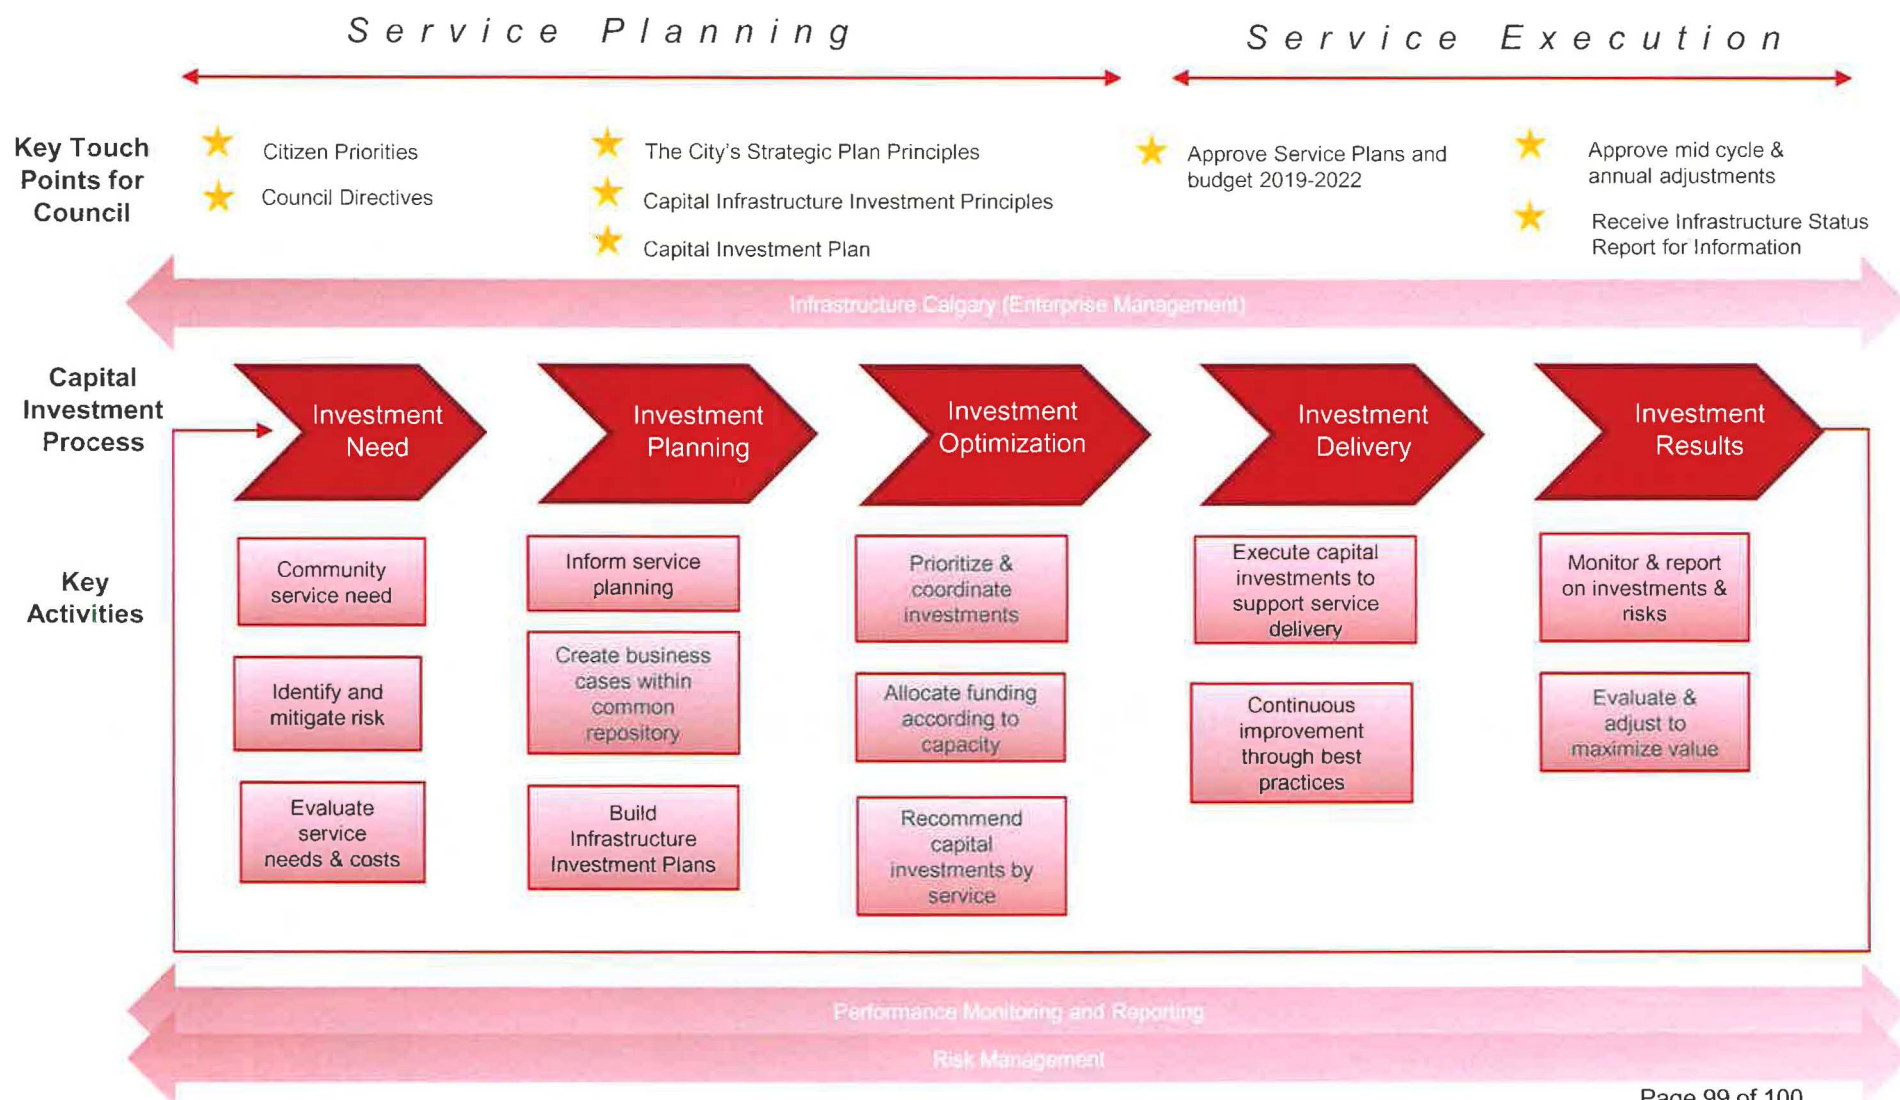 Service Planning
Service Execution
Key Touch
Points for
Council
Citizen Priorities
Council Directives
The City's Strategic Plan Principles
Capital Infrastructure Investment Principles
Capital Investment Plan
Approve Service Plans and
budget 2019-2022
Approve mid cycle &
annual adjustments
Receive Infrastructure Status
Report for Information
Infrastructure Calgary (Enterprise Management)
Capital
Investment
Process
Investment
Need
Investment
Planning
Investment
Optimization
Investment
Delivery
Investment
Results
Key
Activities
Community
service need
Identify and
mitigate risk
Evaluate
service
needs & costs
Inform service
planning
Create business
cases within
common
repository
Build
Infrastructure
Investment Plans
Prioritize &
coordinate
investments
Allocate funding
according to
capacity
Recommend
capital
investments by
service
Execute capital
investments to
support service
delivery
Continuous
improvement
through best
practices
Monitor & report
on investments &
risks
Evaluate &
adjust to
maximize value
Performance Monitoring and Reporting
Risk Management
Page 99 of 100